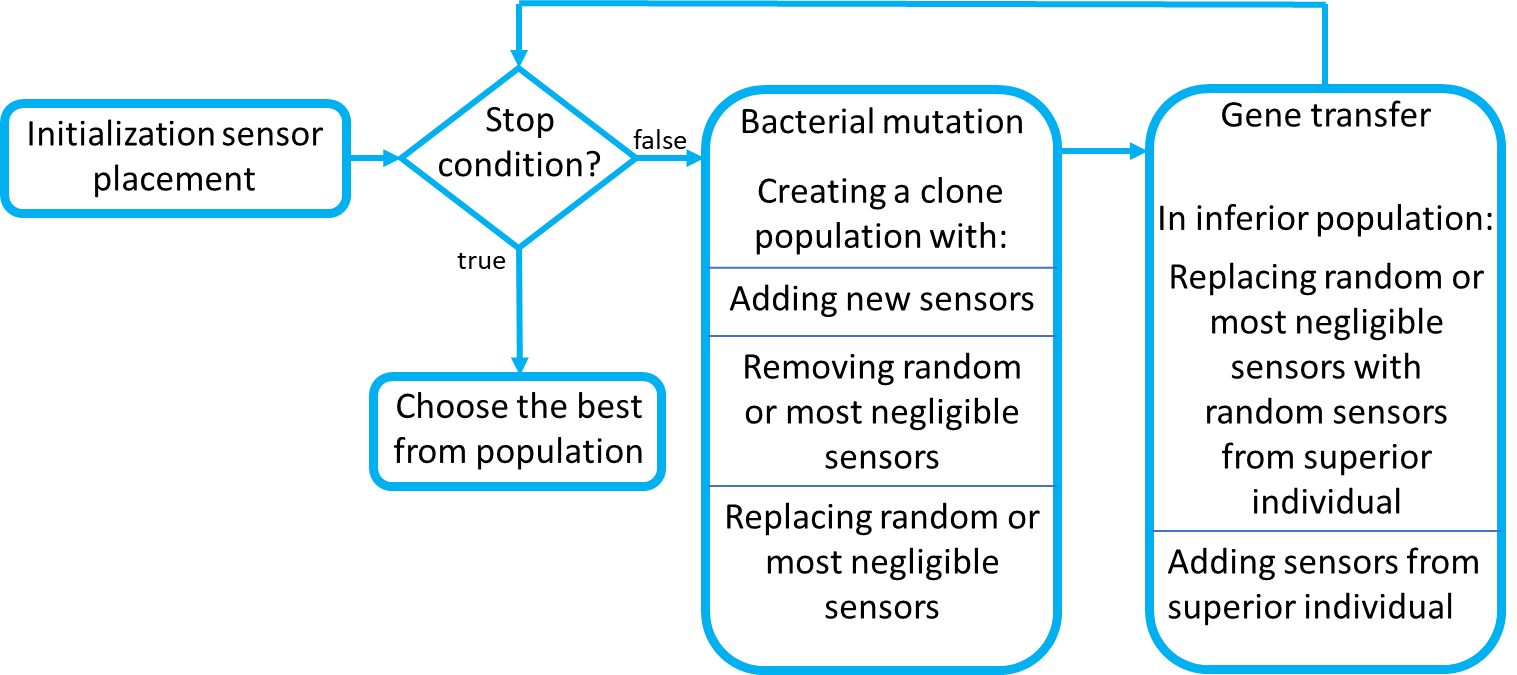 Initialization sensor
placement
Stop
condition?
false
true
Choose the best
from population
Bacterial mutation
Creating a clone
population with:
Adding new sensors
Removing random
or most negligible
sensors
Replacing random or
most negligible
sensors
Gene transfer
In inferior population:
Replacing random or
most negligible
sensors with
random sensors
from superior
individual
Adding sensors from
superior individual